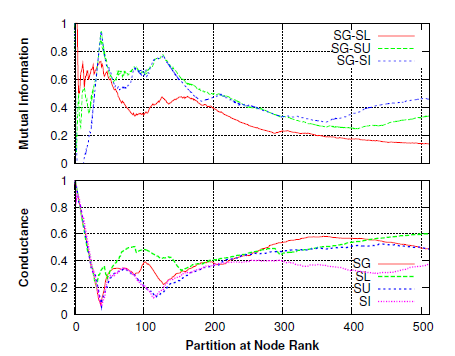 Mutual Information
1
0.8
0.6
0.4
0.2
0
SG-SL
SG-SU
SG-SI
Conductance
1
0.8
0.6
0.4
0.2
0
SG
SL
SU
SI
0 100 200 300 400 500
Partition at Node Rank